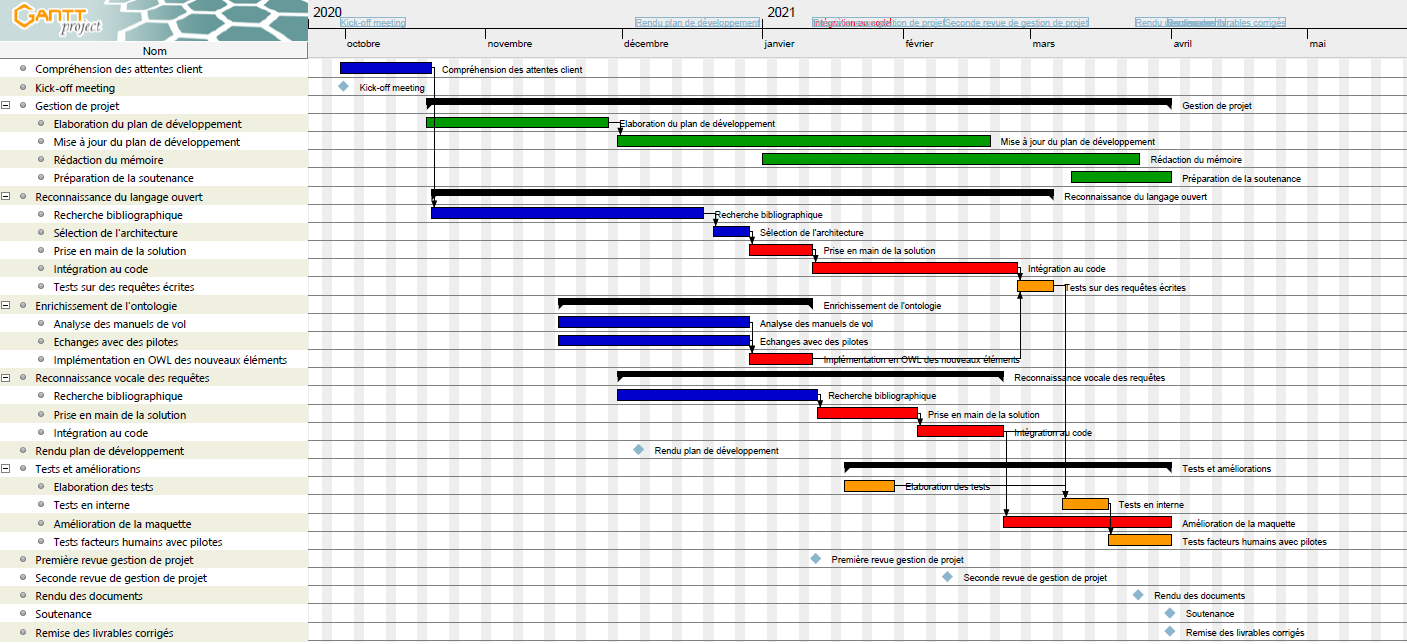 GANTT
project
2020
2021
Kick-off meeting
Rendu plan de développement
Seconde revue de gestion de projet
octobre
novembre
décembre
janvier
février
mars
avril
mai
Nom
Compréhension des attentes client
Compréhension des attentes client
Kick-off meeting
Kick-off meeting
Gestion de projet
Gestion de projet
Elaboration du plan de développement
Elaboration du plan de développement
Mise à jour du plan de développement
Mise à jour du plan de développement
Rédaction du mémoire
Rédaction du mémoire
Préparation de la soutenance
Préparation de la soutenance
Reconnaissance du langage ouvert
Reconnaissance du langage ouvert
Recherche bibliographique
Recherche bibliographique
Sélection de l'architecture
Sélection de l'architecture
Prise en main de la solution
Prise en main de la solution
Intégration au code
Intégration au code
Tests sur des requêtes écrites
Tests sur des requêtes écrites
Enrichissement de l'ontologie
Enrichissement de l'ontologie
Analyse des manuels de vol
Analyse des manuels de vol
Echanges avec des pilotes
Echanges avec des pilotes
Implémentation en OWL des nouveaux éléments
Implémentation en OWL des nouveaux éléments
Reconnaissance vocale des requêtes
Reconnaissance vocale des requêtes
Recherche bibliographique
Recherche bibliographique
Prise en main de la solution
Prise en main de la solution
Intégration au code
Intégration au code
Rendu plan de développement
Rendu plan de développement
Tests et améliorations
Tests et améliorations
Elaboration des tests
Elaboration des tests
Tests en interne
Tests en interne
Amélioration de la maquette
Amélioration de la maquette
Tests facteurs humains avec pilotes
Tests facteurs humains avec pilotes
Première revue gestion de projet
Première revue gestion de projet
Seconde revue de gestion de projet
Seconde revue de gestion de projet
Rendu des documents
Rendu des documents
Soutenance
Soutenance
Remise des livrables corrigés
Remise des livrables corrigés